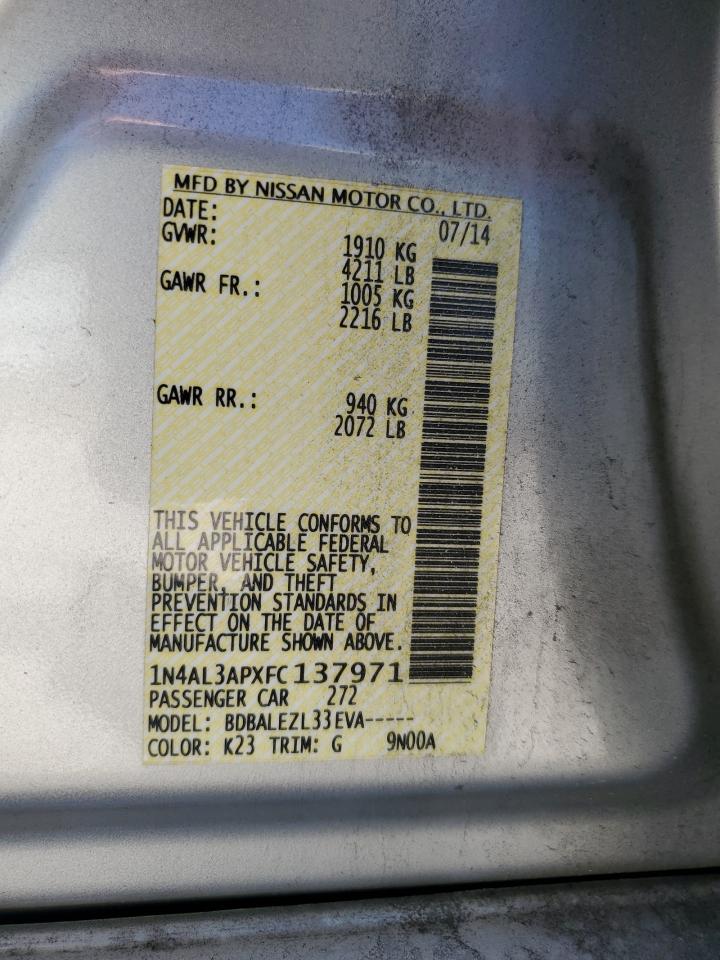 MFD BY NISSAN MOTOR CO., LTD.
DATE: 07/14
GVWR: 1910 KG
4211 LB
GAWR FR.: 1005 KG
2216 LB
GAWR RR.: 940 KG
2072 LB
THIS VEHICLE CONFORMS TO
ALL APPLICABLE FEDERAL
MOTOR VEHICLE SAFETY,
BUMPER, AND THEFT
PREVENTION STANDARDS IN
EFFECT ON THE DATE OF
MANUFACTURE SHOWN ABOVE.
1N4AL3APXFC137971
PASSENGER CAR 272
MODEL: BDBALEZL33EVA-----
COLOR: K23 TRIM: G 9N00A